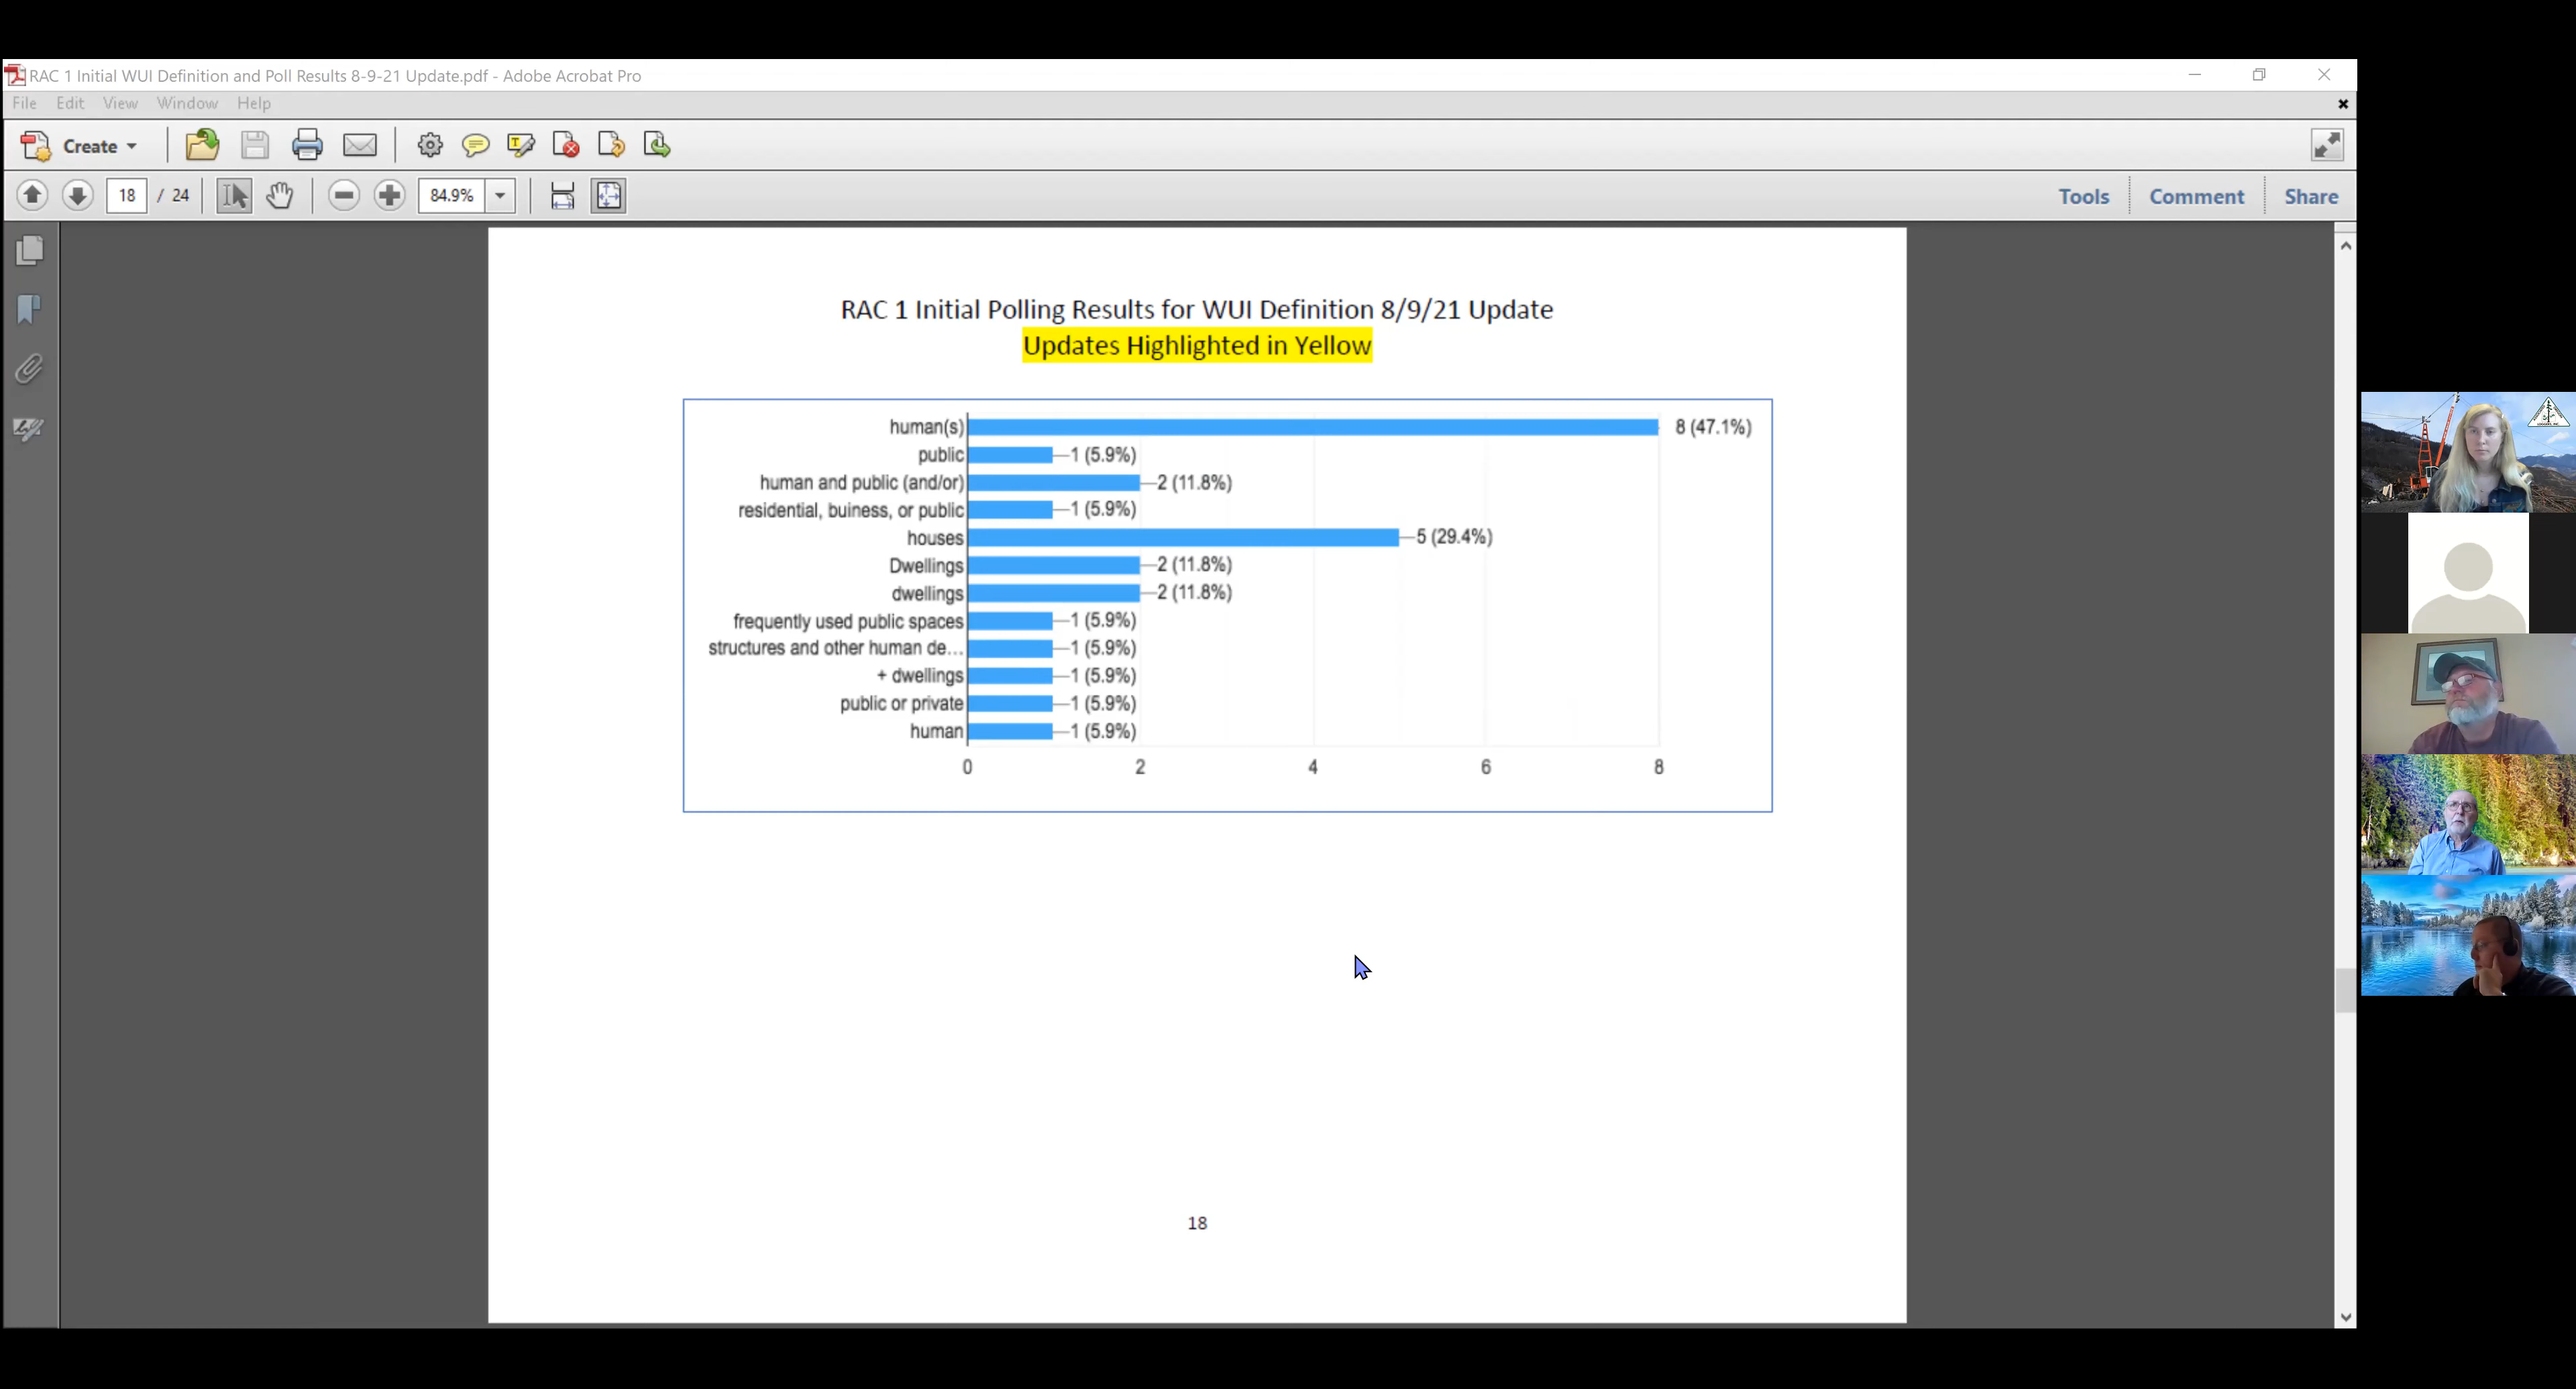 RAC 1 Initial WUI Definition and Poll Results 8-9-21 Update.pdf - Adobe Acrobat Pro
File Edit View Window Help
Create
18 / 24 84.9% Tools Comment Share
RAC 1 Initial Polling Results for WUI Definition 8/9/21 Update
Updates Highlighted in Yellow
human(s) 8 (47.1%)
public 1 (5.9%)
human and public (and/or) 2 (11.8%)
residential, buiness, or public 1 (5.9%)
houses 5 (29.4%)
Dwellings 2 (11.8%)
dwellings 2 (11.8%)
frequently used public spaces 1 (5.9%)
structures and other human de... 1 (5.9%)
+ dwellings 1 (5.9%)
public or private 1 (5.9%)
human 1 (5.9%)
0 2 4 6 8
18